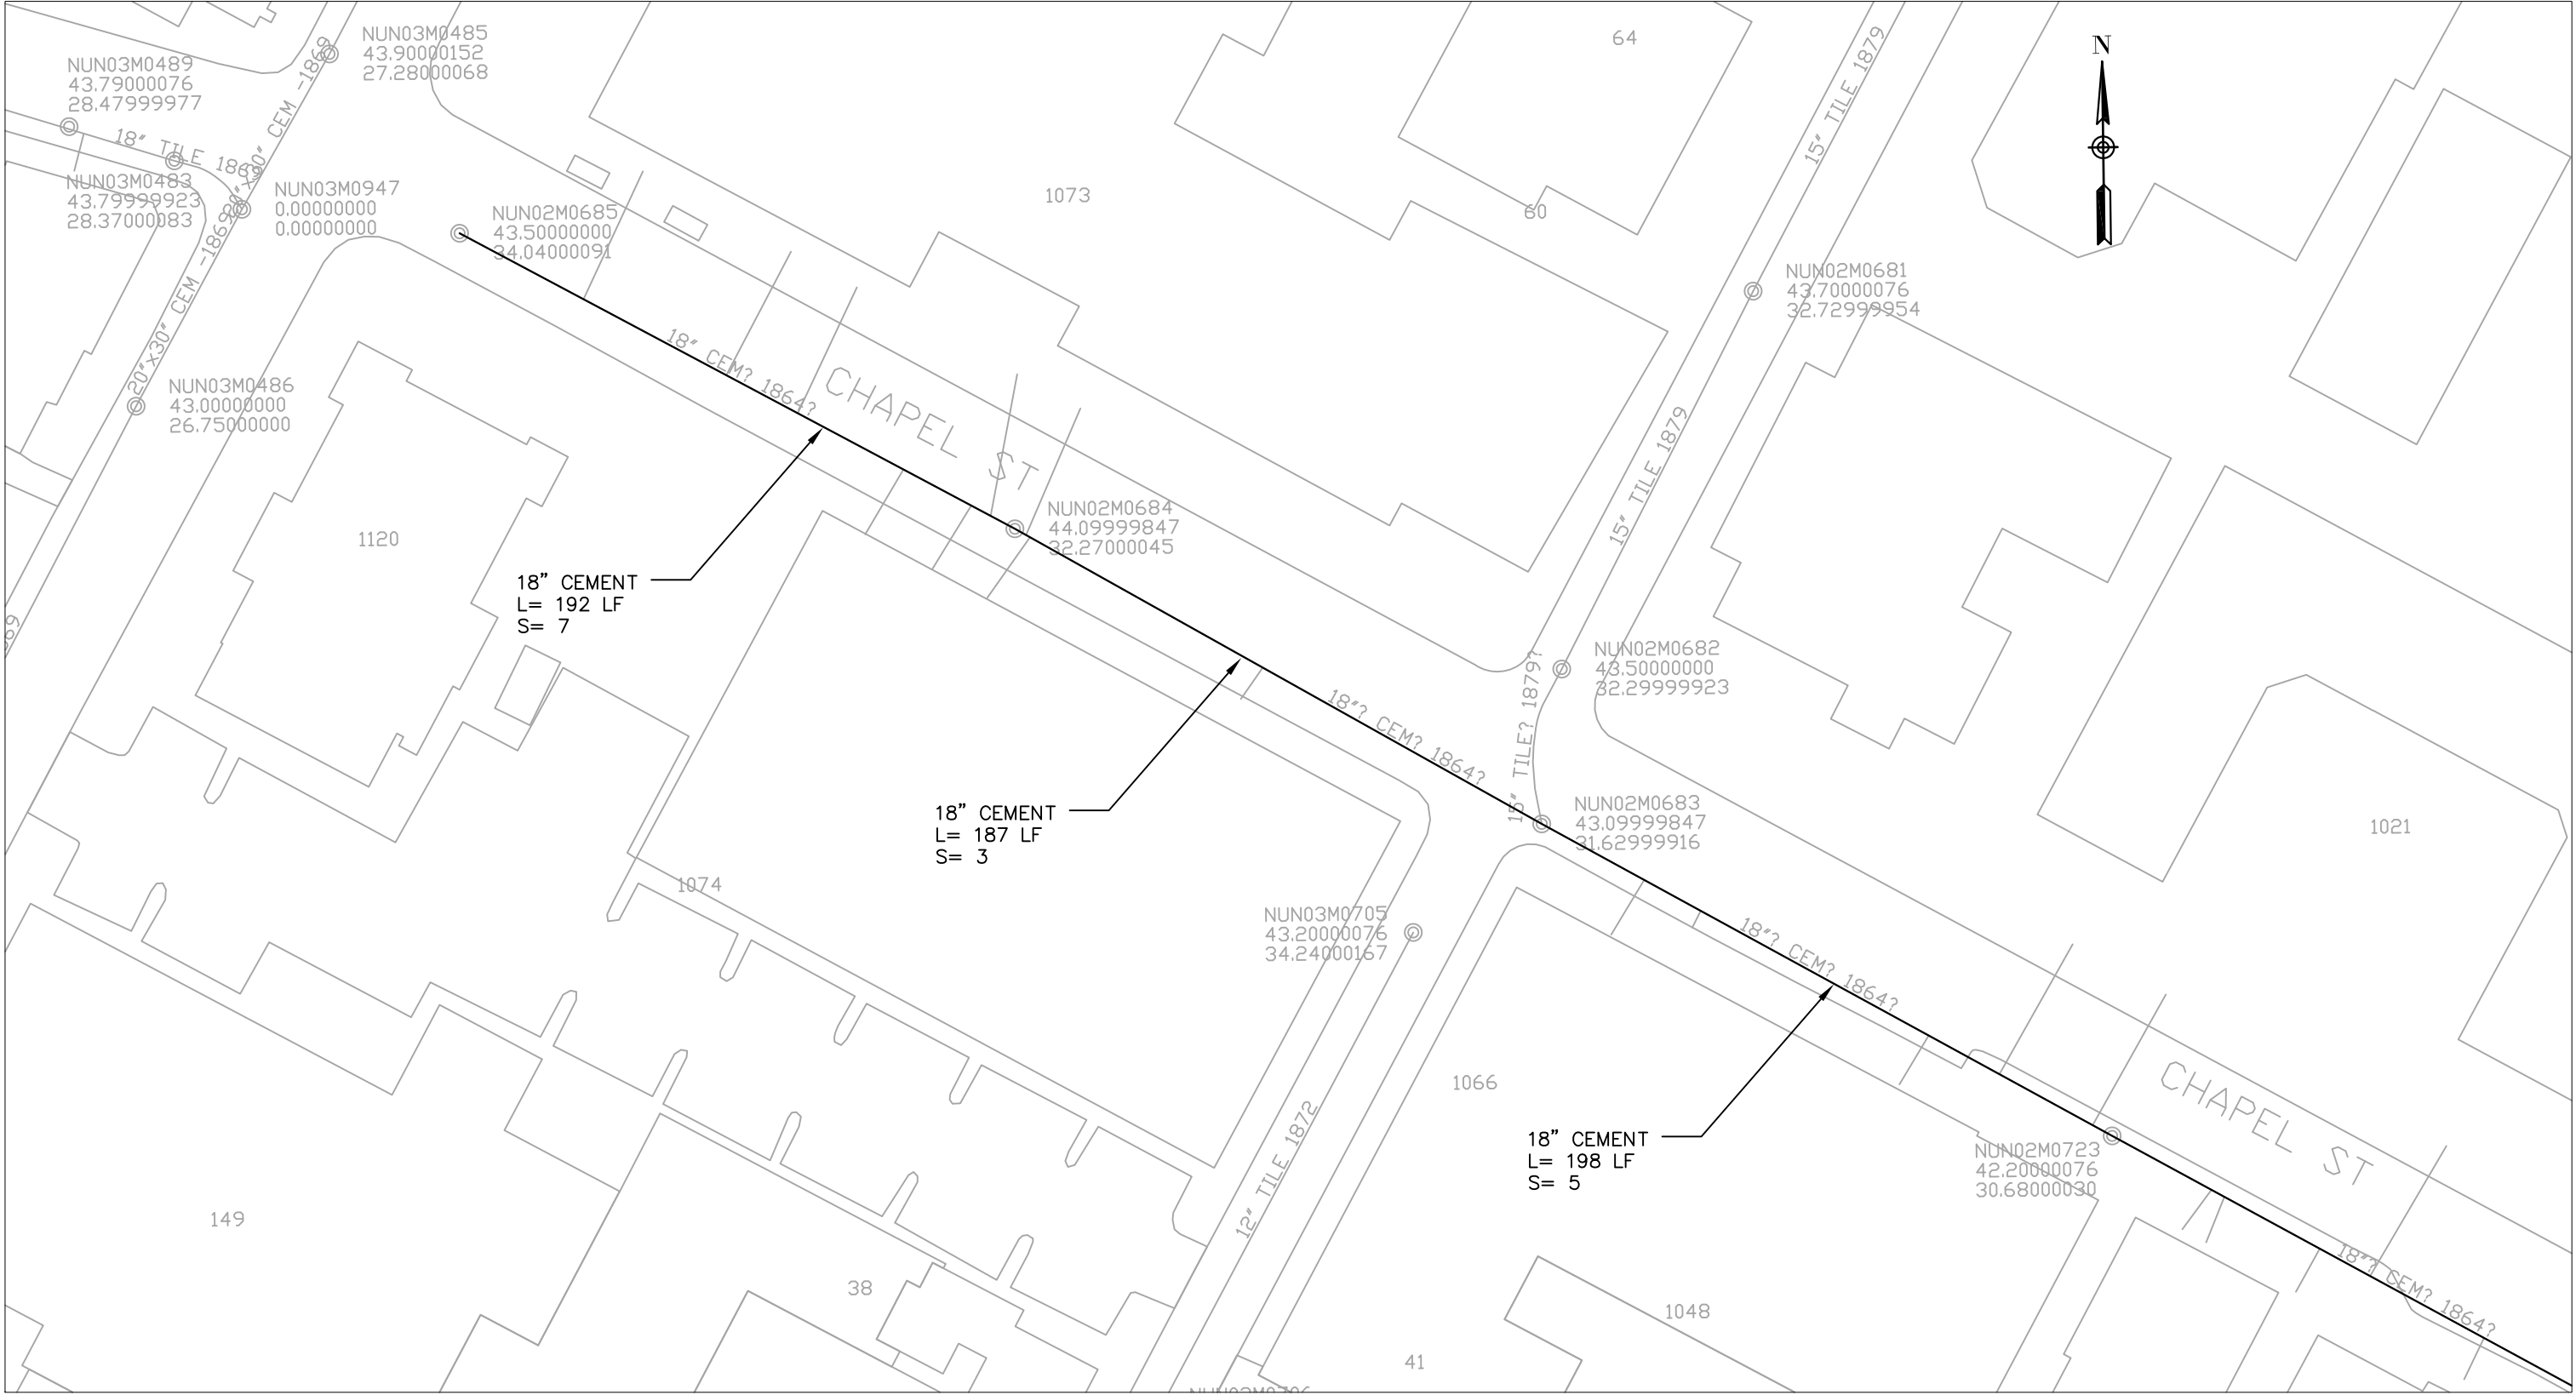 NUN03M0485
43.90000152
27.28000068
64
N
NUN03M0489
43.79000076
28.47999977
18" TILE 1869
20"x30" CEM -1869
15" TILE 1879
NUN03M0483
43.79999923
28.37000083
NUN03M0947
0.00000000
0.00000000
1073
60
NUN02M0685
43.50000000
34.04000091
NUN02M0681
43.70000076
32.72999954
20"x30" CEM -1869
NUN03M0486
43.00000000
26.75000000
18" CEM? 1864?
CHAPEL ST
15" TILE 1879
NUN02M0684
44.09999847
32.27000045
1120
18" CEMENT
L= 192 LF
S= 7
NUN02M0682
43.50000000
32.29999923
15" TILE? 1879?
18"? CEM? 1864?
18" CEMENT
L= 187 LF
S= 3
NUN02M0683
43.09999847
31.62999916
1021
1074
NUN03M0705
43.20000076
34.24000167
18"? CEM? 1864?
1066
CHAPEL ST
18" CEMENT
L= 198 LF
S= 5
NUN02M0723
42.20000076
30.68000030
12" TILE 1872
149
38
1048
18"? CEM? 1864?
41